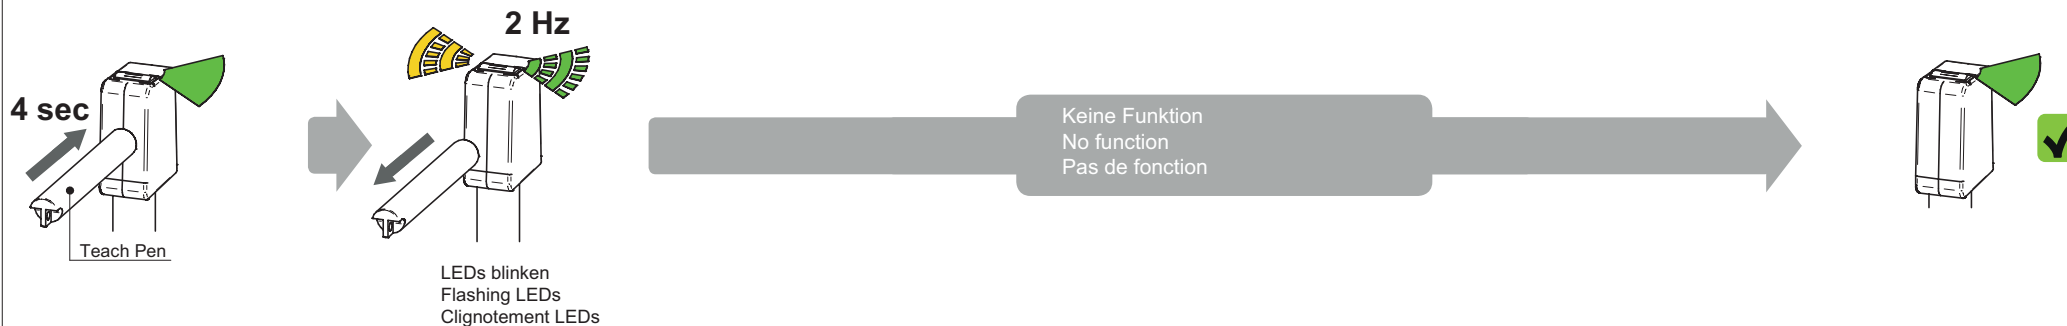 2 Hz
4 sec
Keine Funktion
No function
Pas de fonction
Teach Pen
LEDs blinken
Flashing LEDs
Clignotement LEDs